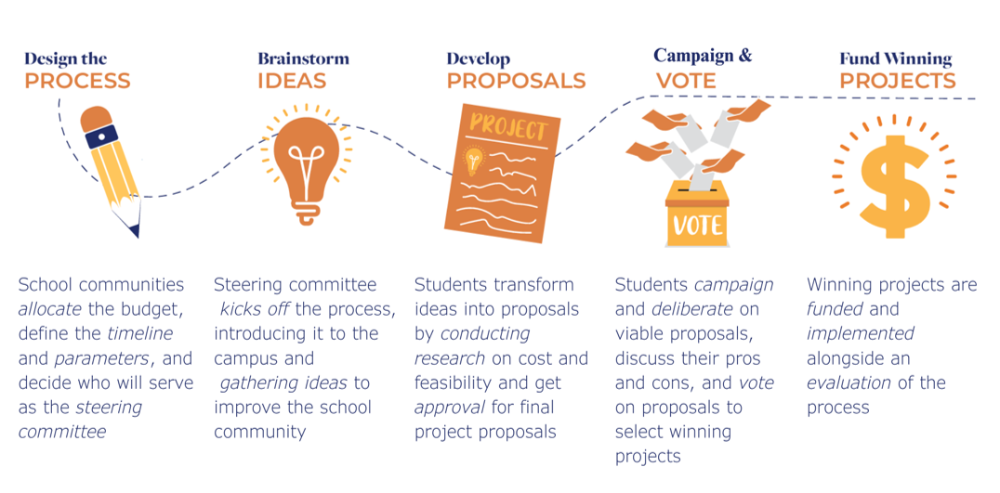 Design the
PROCESS
School communities
allocate the budget,
define the timeline
and parameters, and
decide who will serve
as the steering
committee
Brainstorm
IDEAS
Steering committee
kicks off the process,
introducing it to the
campus and
gathering ideas to
improve the school
community
Develop
PROPOSALS
PROJECT
Students transform
ideas into proposals
by conducting
research on cost and
feasibility and get
approval for final
project proposals
Campaign &
VOTE
VOTE
Students campaign
and deliberate on
viable proposals,
discuss their pros
and cons, and vote
on proposals to
select winning
projects
Fund Winning
PROJECTS
$
Winning projects are
funded and
implemented
alongside an
evaluation of the
process